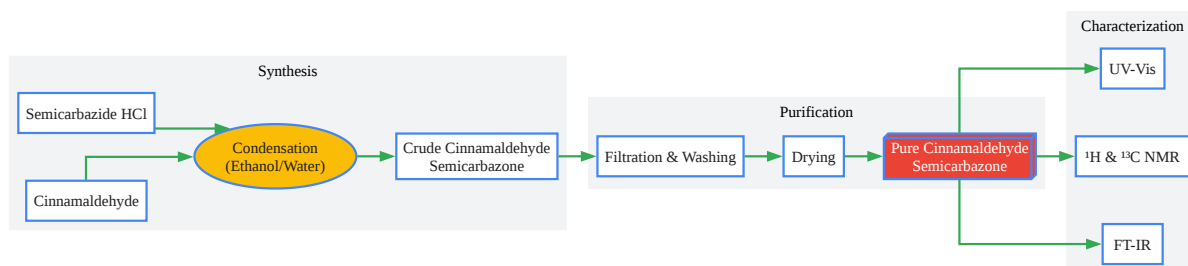 Synthesis
Semicarbazide HCl
Cinnamaldehyde
Condensation
(Ethanol/Water)
Crude Cinnamaldehyde
Semicarbazone
Purification
Filtration & Washing
Drying
Pure Cinnamaldehyde
Semicarbazone
Characterization
UV-Vis
¹H & ¹³C NMR
FT-IR